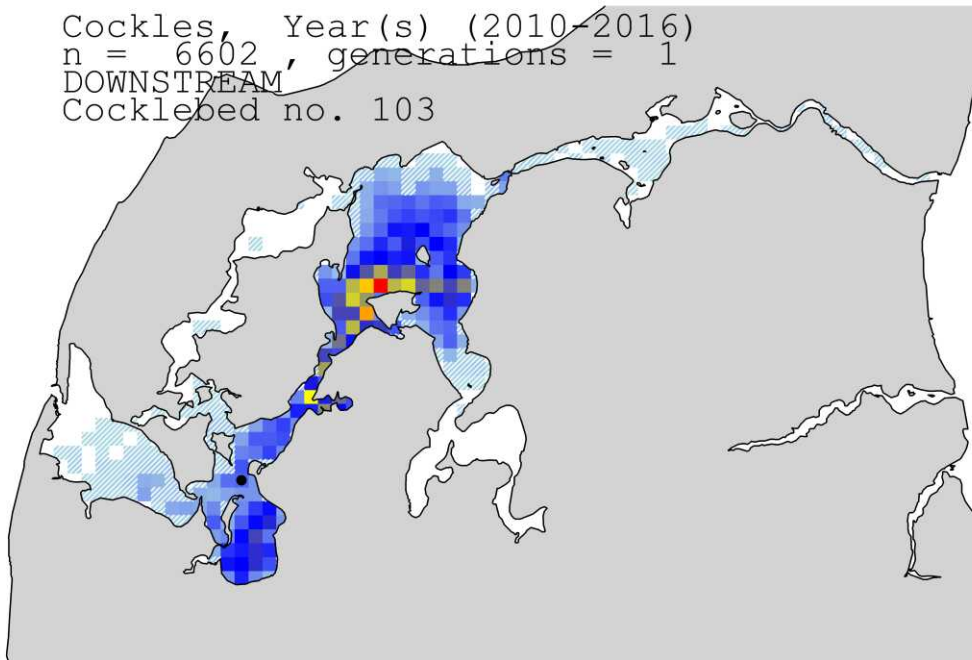 Cockles, Year(s) (2010-2016)
n = 6602 , generations = 1
DOWNSTREAM
Cocklebed no. 103